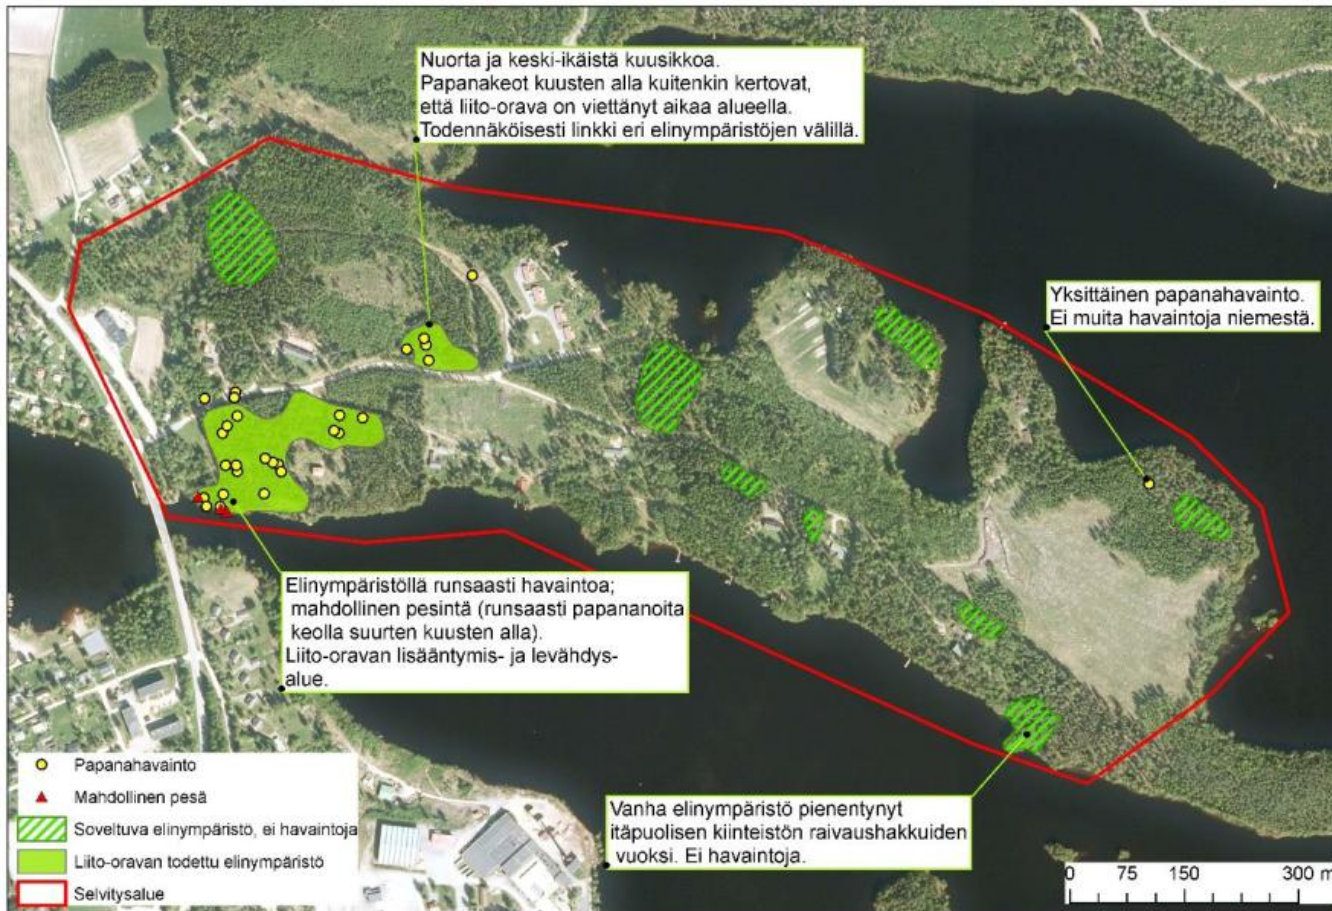 Nuorta ja keski-ikäistä kuusikkoa.
Papanakeot kuusten alla kuitenkin kertovat,
että liito-orava on viettänyt aikaa alueella.
Todennäköisesti linkki eri elinympäristöjen välillä.
Yksittäinen papanahavainto.
Ei muita havaintoja niemestä.
Elinympäristöllä runsaasti havaintoa;
mahdollinen pesintä (runsaasti papananoita
keolla suurten kuusten alla).
Liito-oravan lisääntymis- ja levähdys-
alue.
Vanha elinympäristö pienentynyt
itäpuolisen kiinteistön raivaushakkuiden
vuoksi. Ei havaintoja.
Papanahavainto
Mahdollinen pesä
Soveltuva elinympäristö, ei havaintoja
Liito-oravan todettu elinympäristö
Selvitysalue
0 75 150 300 m